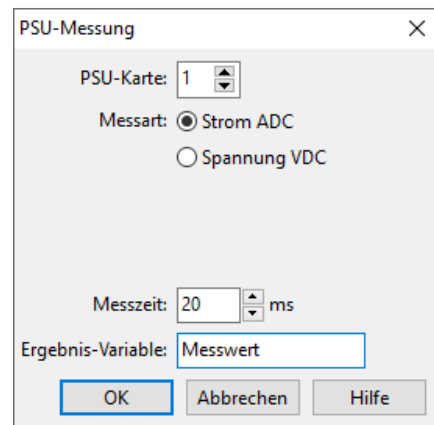 PSU-Messung
PSU-Karte: 1
Messart: Strom ADC
Spannung VDC
Messzeit: 20 ms
Ergebnis-Variable: Messwert
OK Abbrechen Hilfe